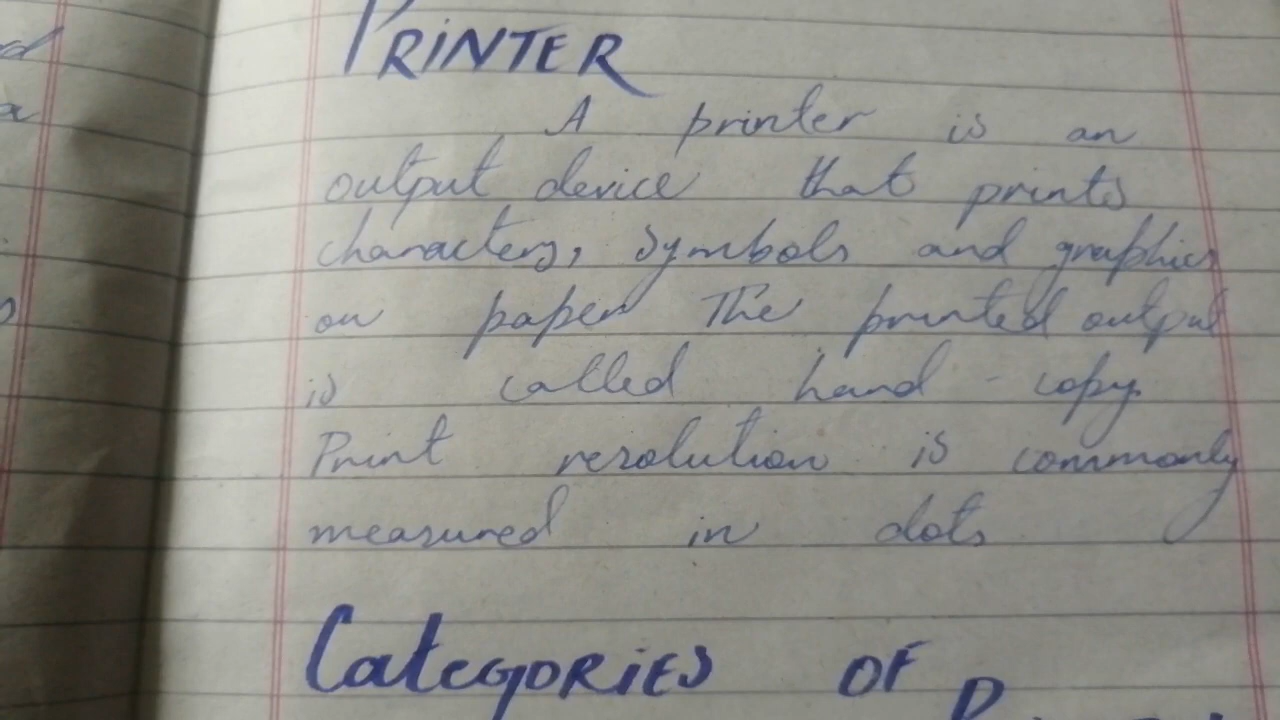 PRINTER
A printer is an
output device that prints
characters, symbols and graphics
on paper The printed output
is called hard - copy.
Print resolution is commonly
measured in dots
Categories OF